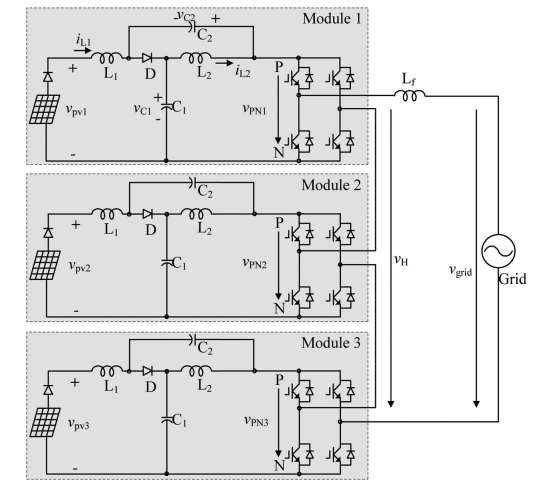 Module 1
-vC2 +
C2
iL1
+
L1
D
L2
iL2
P
vpv1
vC1
+
-
C1
vPN1
-
N
Lf
Module 2
C2
+
L1
D
L2
P
vpv2
C1
vPN2
-
N
vH
vgrid
Grid
Module 3
C2
+
L1
D
L2
P
vpv3
C1
vPN3
-
N